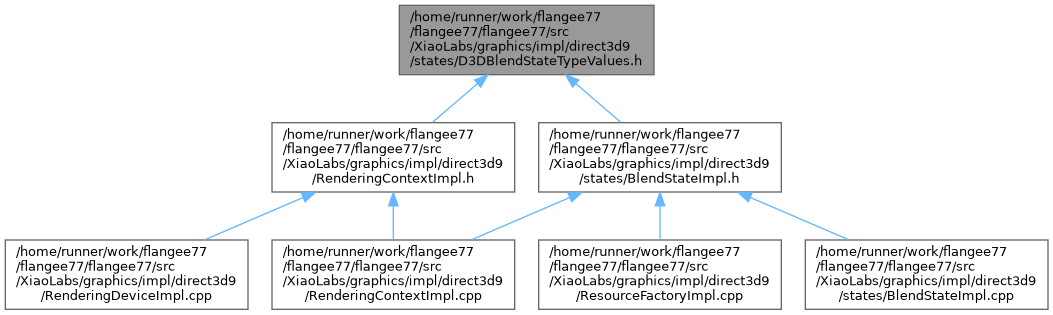 /home/runner/work/flangee77
/flangee77/flangee77/src
/XiaoLabs/graphics/impl/direct3d9
/states/D3DBlendStateTypeValues.h
/home/runner/work/flangee77
/flangee77/flangee77/src
/XiaoLabs/graphics/impl/direct3d9
/RenderingContextImpl.h
/home/runner/work/flangee77
/flangee77/flangee77/src
/XiaoLabs/graphics/impl/direct3d9
/states/BlendStateImpl.h
/home/runner/work/flangee77
/flangee77/flangee77/src
/XiaoLabs/graphics/impl/direct3d9
/RenderingDeviceImpl.cpp
/home/runner/work/flangee77
/flangee77/flangee77/src
/XiaoLabs/graphics/impl/direct3d9
/RenderingContextImpl.cpp
/home/runner/work/flangee77
/flangee77/flangee77/src
/XiaoLabs/graphics/impl/direct3d9
/ResourceFactoryImpl.cpp
/home/runner/work/flangee77
/flangee77/flangee77/src
/XiaoLabs/graphics/impl/direct3d9
/states/BlendStateImpl.cpp